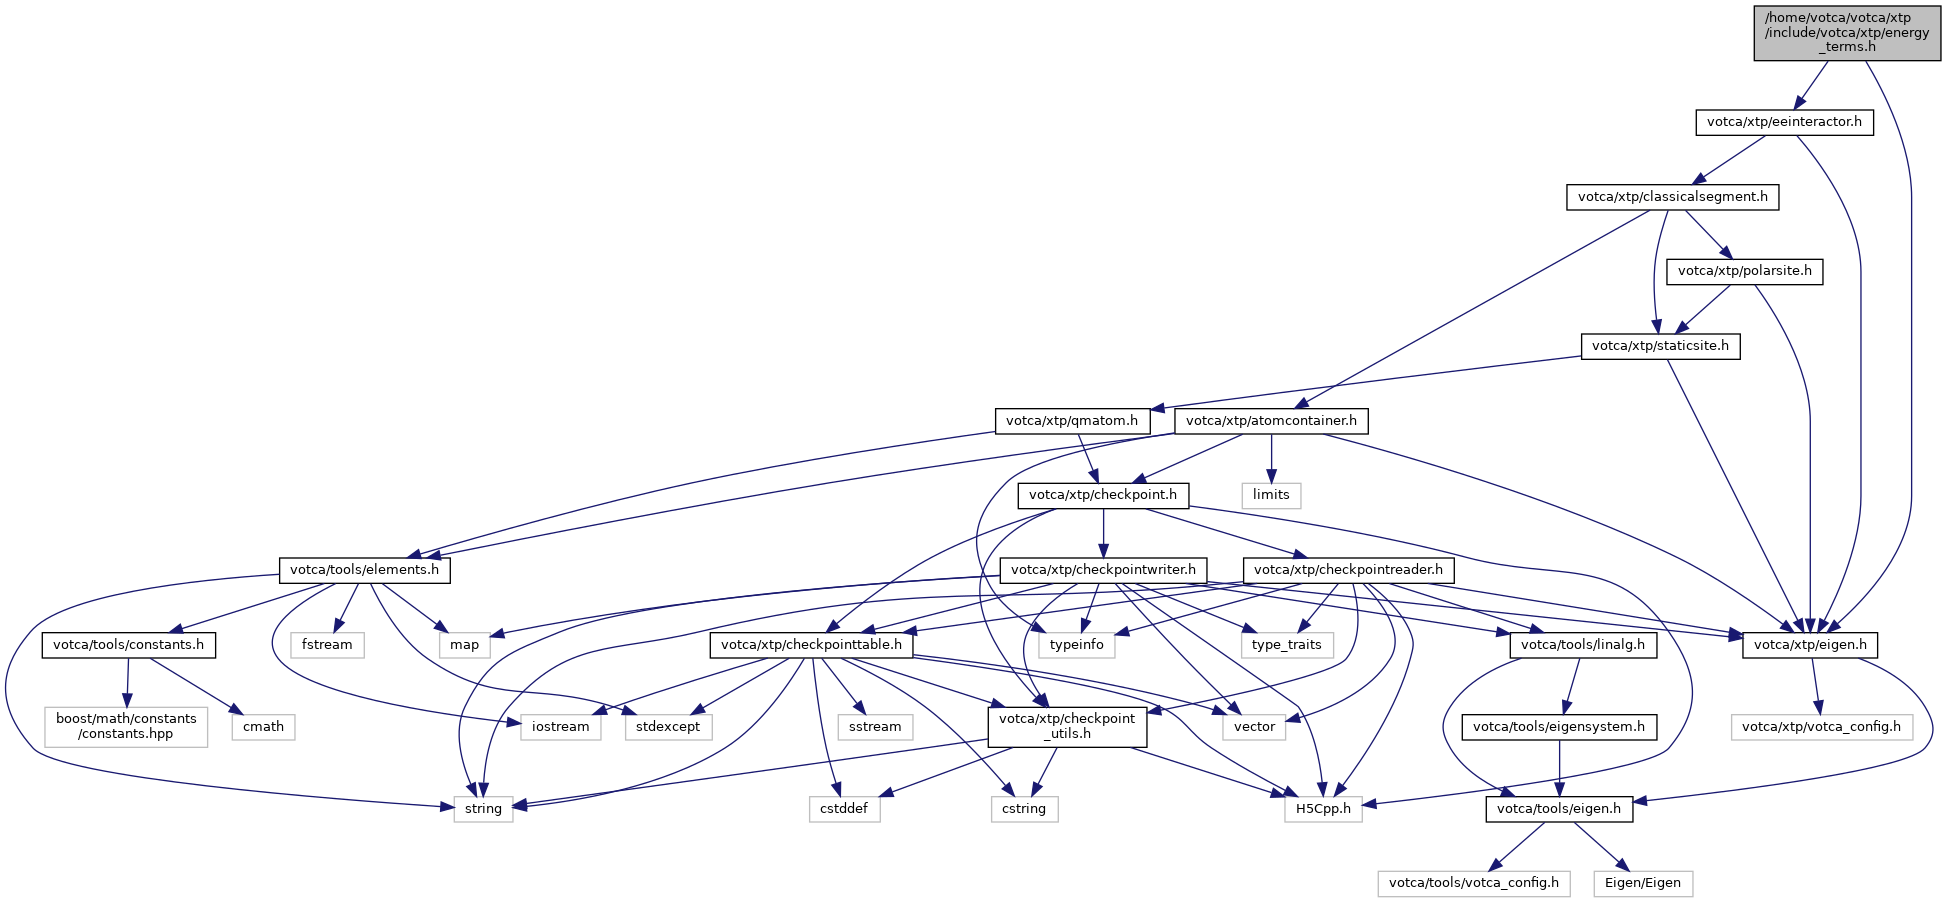 /home/votca/votca/xtp
/include/votca/xtp/energy
_terms.h
votca/xtp/eeinteractor.h
votca/xtp/classicalsegment.h
votca/xtp/polarsite.h
votca/xtp/staticsite.h
votca/xtp/qmatom.h
votca/xtp/atomcontainer.h
votca/xtp/checkpoint.h
limits
votca/tools/elements.h
votca/xtp/checkpointwriter.h
votca/xtp/checkpointreader.h
votca/tools/constants.h
fstream
map
votca/xtp/checkpointtable.h
typeinfo
type_traits
votca/tools/linalg.h
votca/xtp/eigen.h
boost/math/constants
/constants.hpp
cmath
iostream
stdexcept
sstream
votca/xtp/checkpoint
_utils.h
vector
votca/tools/eigensystem.h
votca/xtp/votca_config.h
string
cstddef
cstring
H5Cpp.h
votca/tools/eigen.h
votca/tools/votca_config.h
Eigen/Eigen